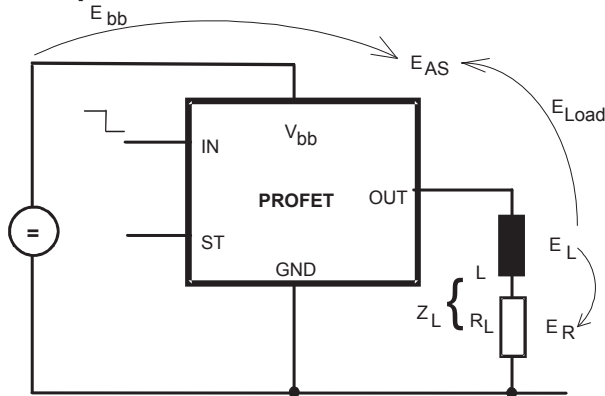 E bb
E AS
E Load
V bb
IN
PROFET
OUT
=
ST
GND
E L
L
Z L { R L
E R